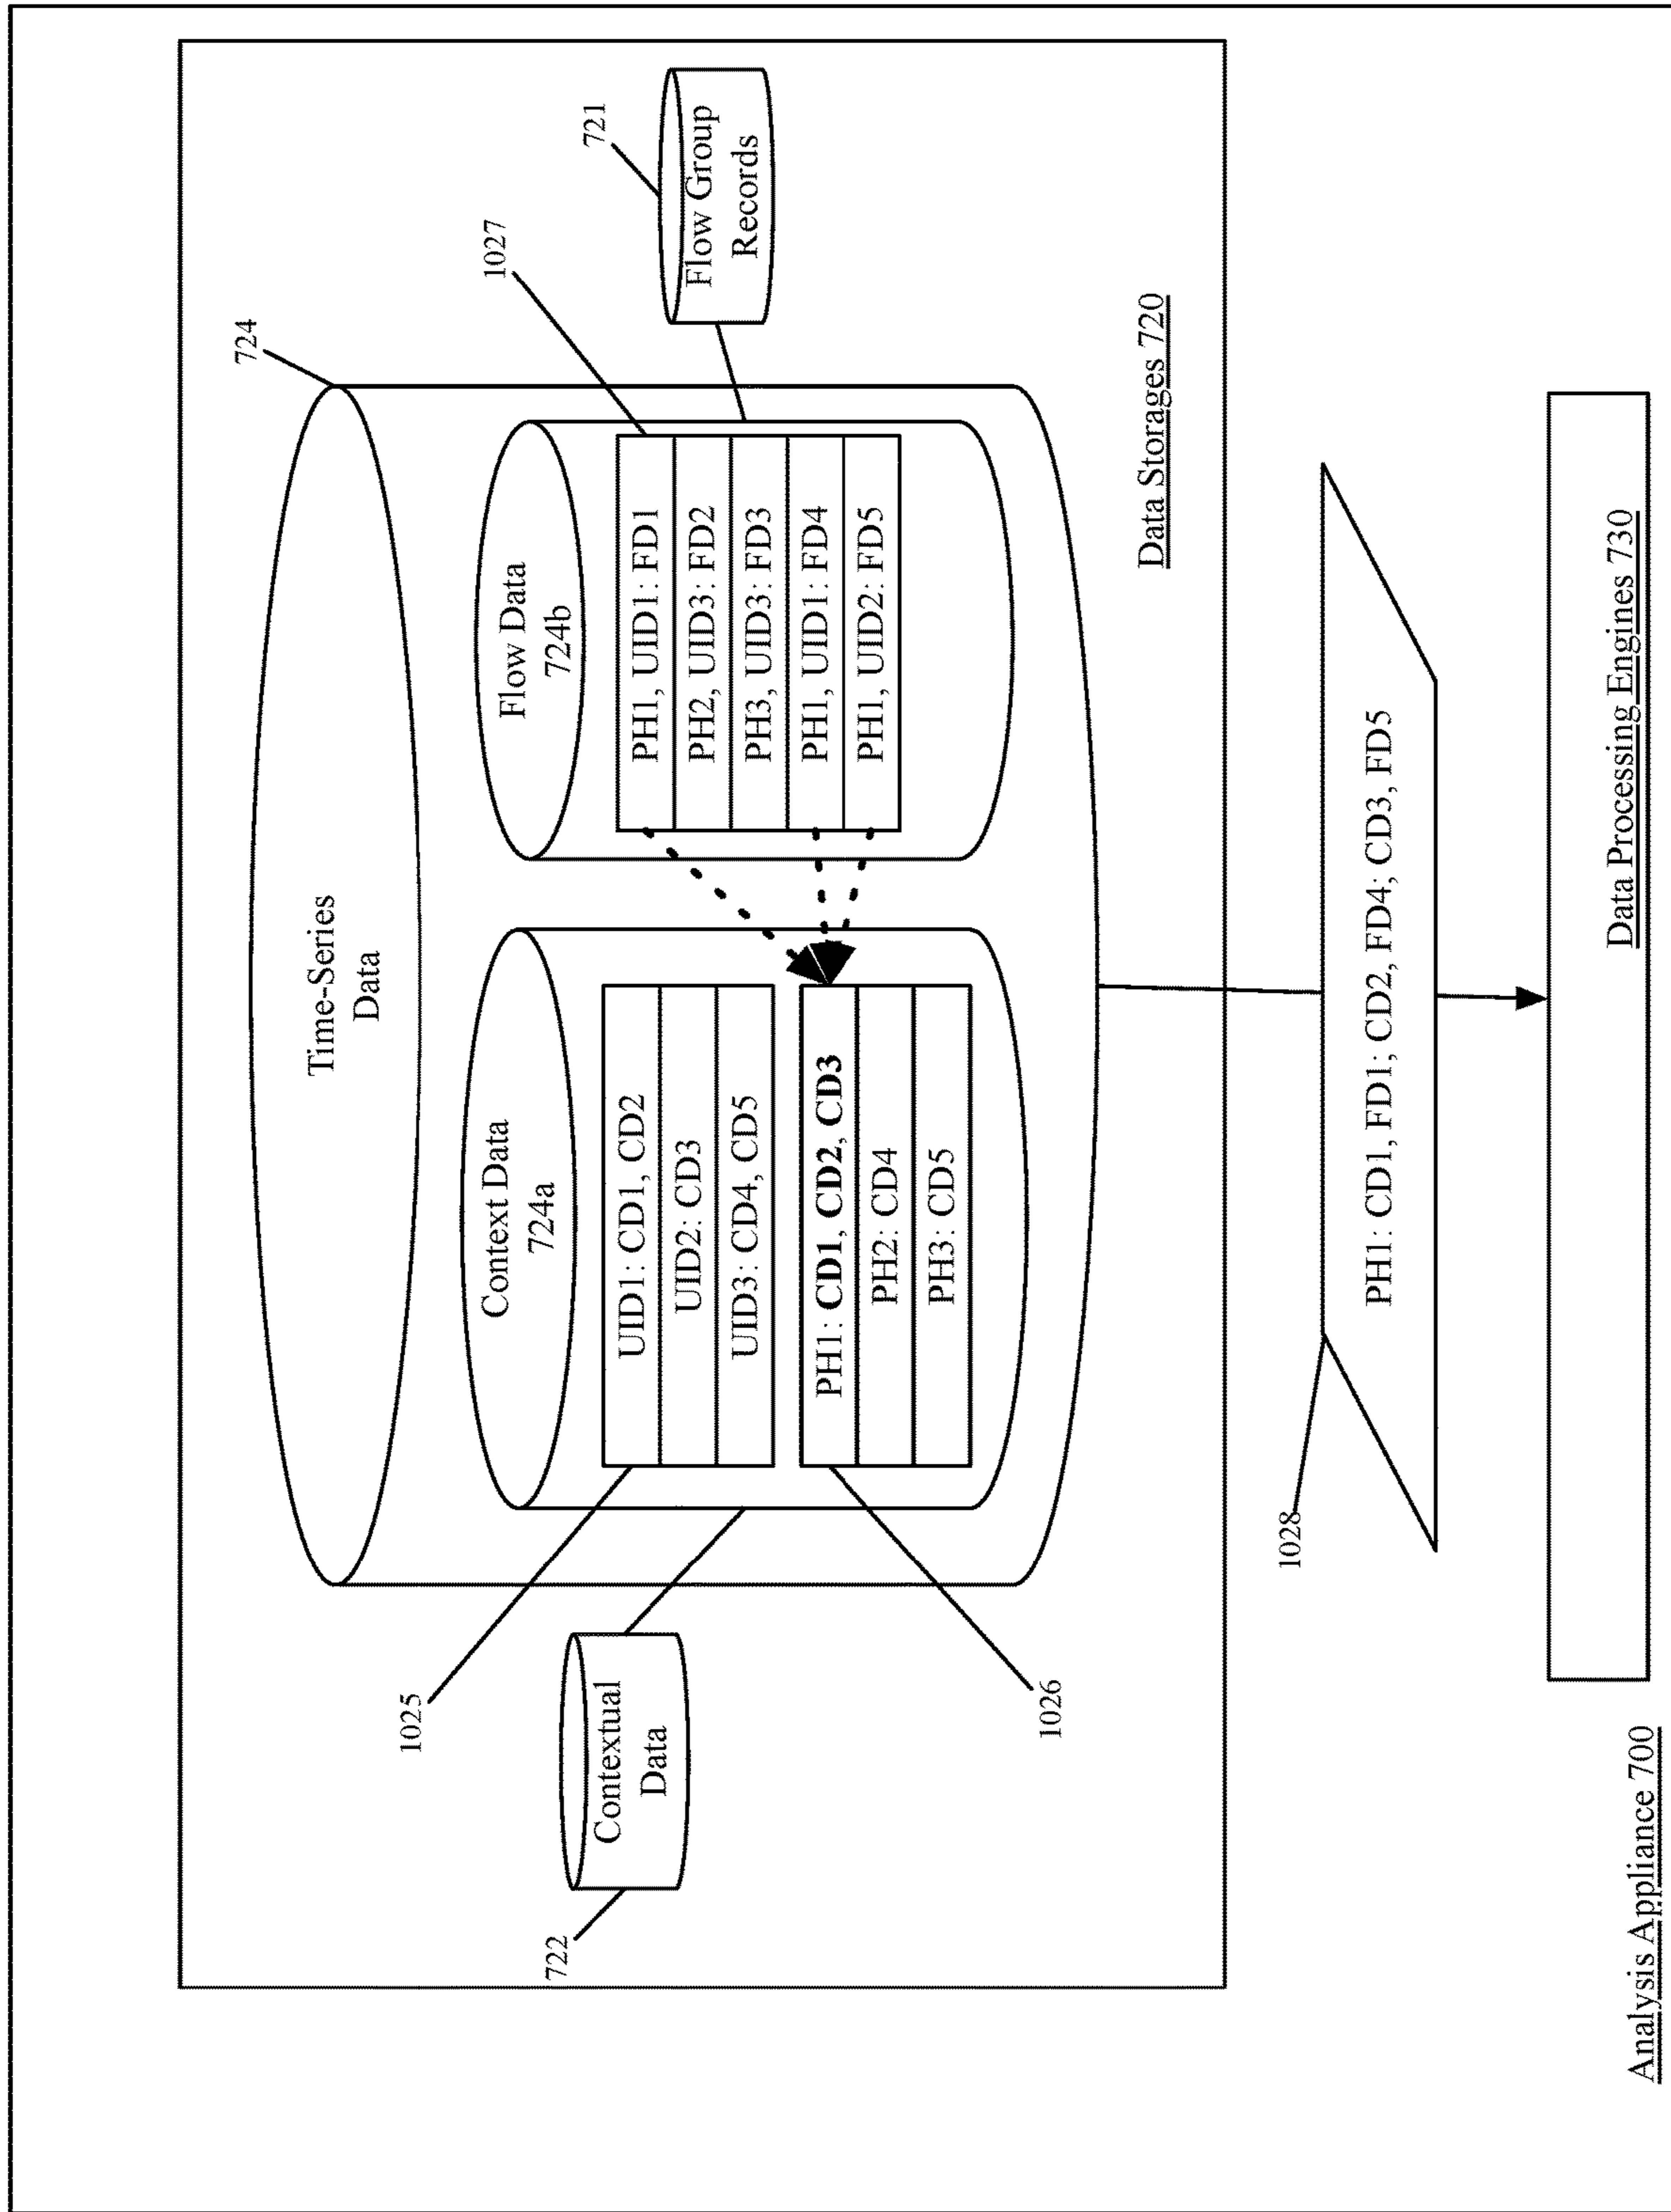 724
721
1027
Time-Series
Data
Context Data
724a
Flow Data
724b
Flow Group
Records
Contextual
Data
722
1025
1026
UID1: CD1, CD2
UID2: CD3
UID3: CD4, CD5
PH1: CD1, CD2, CD3
PH2: CD4
PH3: CD5
PH1, UID1: FD1
PH2, UID3: FD2
PH3, UID3: FD3
PH1, UID1: FD4
PH1, UID2: FD5
Data Storages 720
1028
PH1: CD1, FD1; CD2, FD4; CD3, FD5
Data Processing Engines 730
Analysis Appliance 700